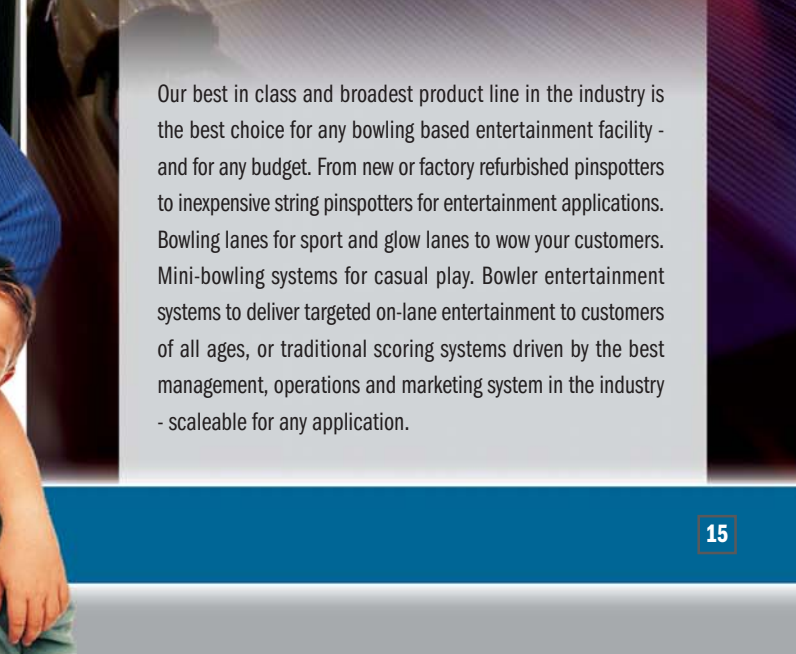 Our best in class and broadest product line in the industry is
the best choice for any bowling based entertainment facility -
and for any budget. From new or factory refurbished pinspotters
to inexpensive string pinspotters for entertainment applications.
Bowling lanes for sport and glow lanes to wow your customers.
Mini-bowling systems for casual play. Bowler entertainment
systems to deliver targeted on-lane entertainment to customers
of all ages, or traditional scoring systems driven by the best
management, operations and marketing system in the industry
- scaleable for any application.
15